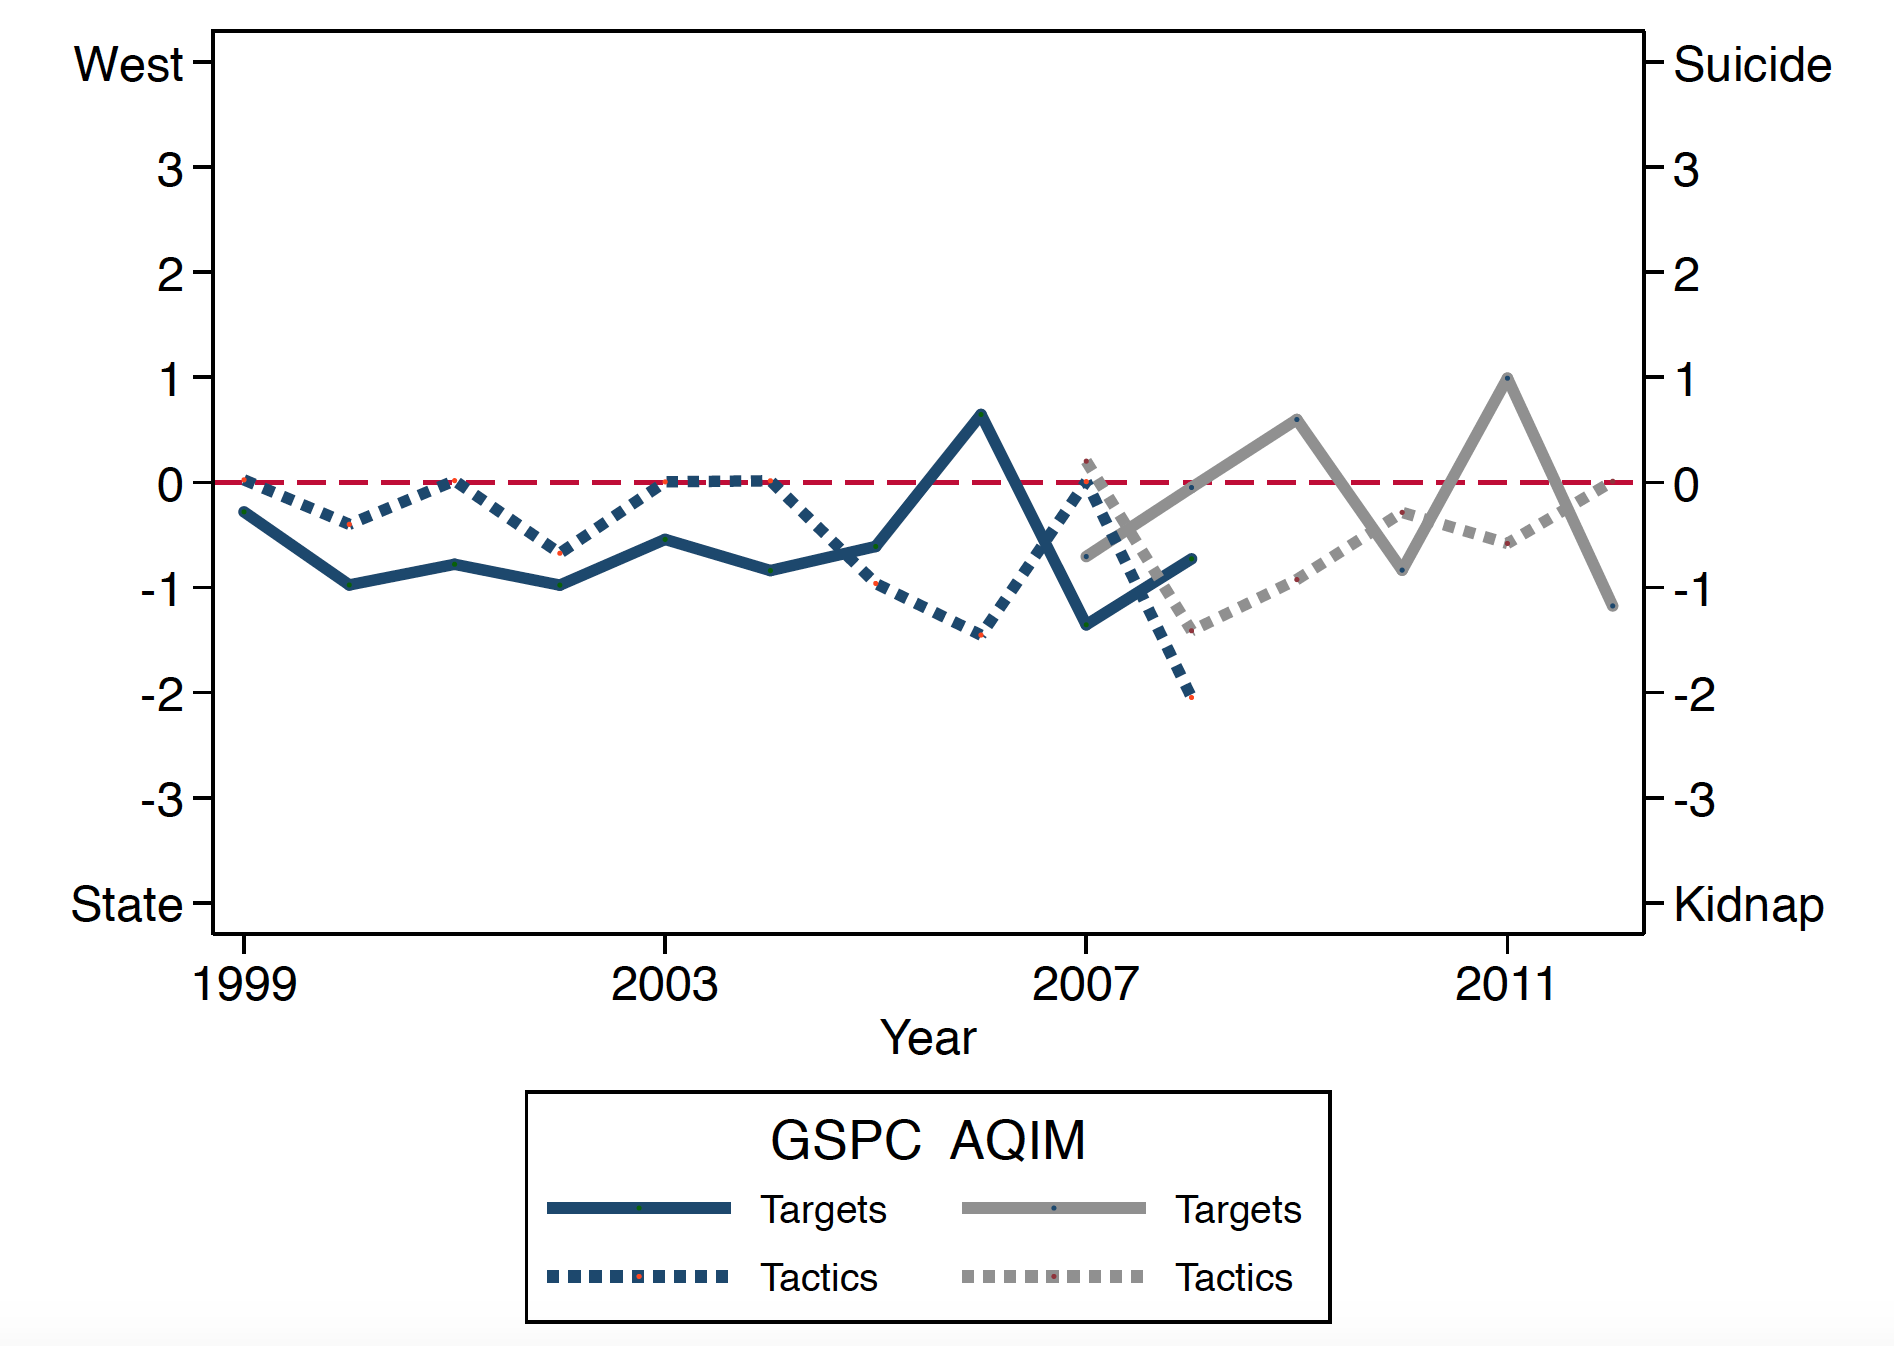 West Suicide
3 3
2 2
1 1
0 0
-1 -1
-2 -2
-3 -3
State Kidnap
1999 2003 2007 2011
Year
GSPC AQIM
Targets Targets
Tactics Tactics